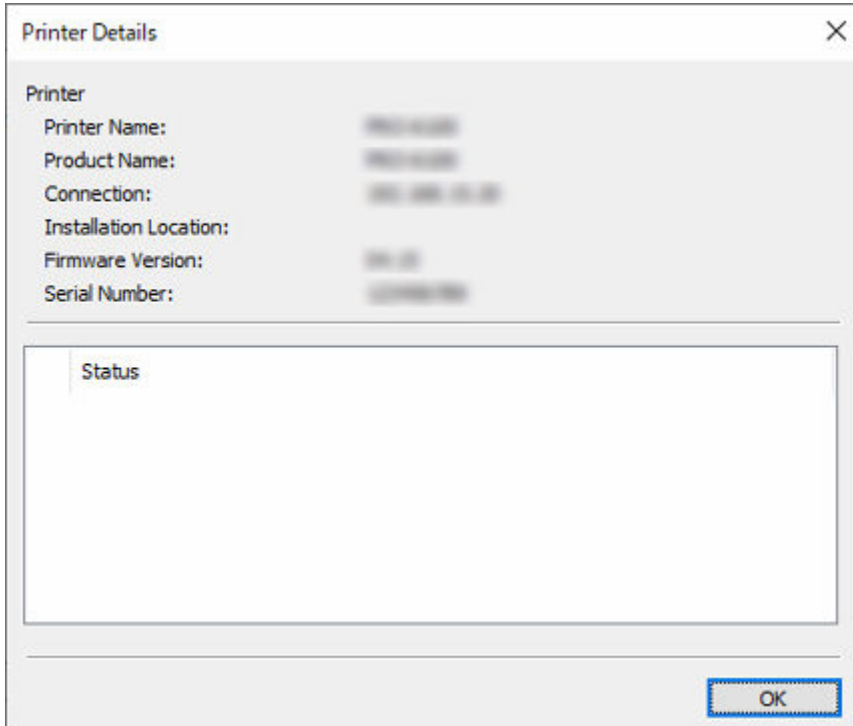 Printer Details
Printer
Printer Name:
Product Name:
Connection:
Installation Location:
Firmware Version:
Serial Number:
Status
OK